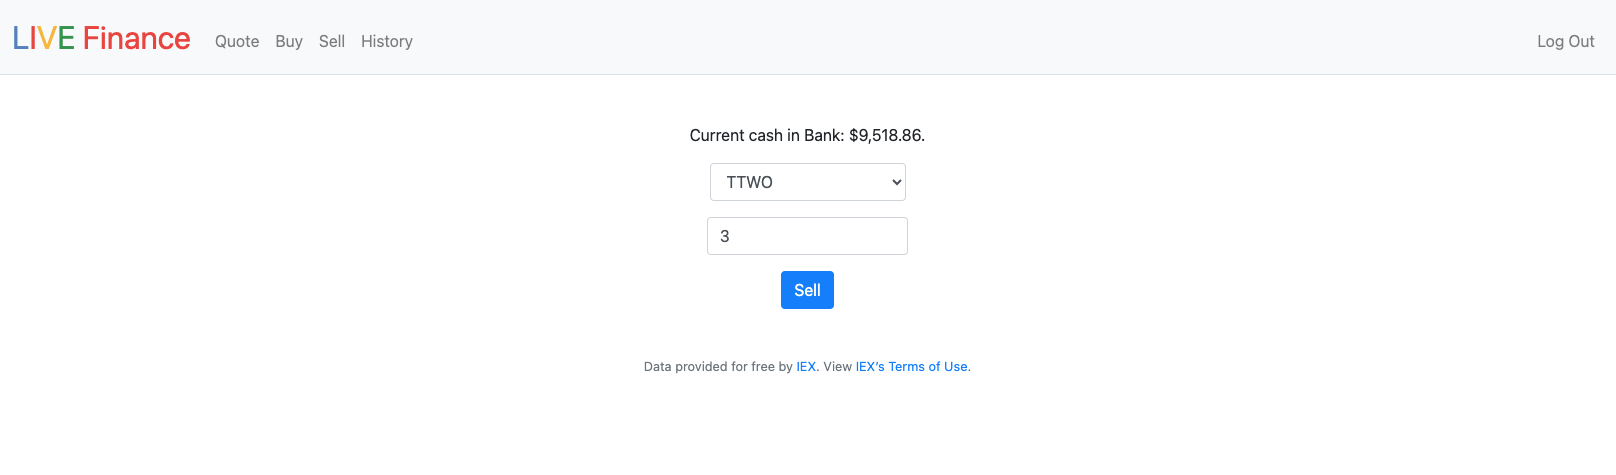 LIVE Finance Quote Buy Sell History Log Out
Current cash in Bank: $9,518.86.
TTWO
3
Sell
Data provided for free by IEX. View IEX's Terms of Use.